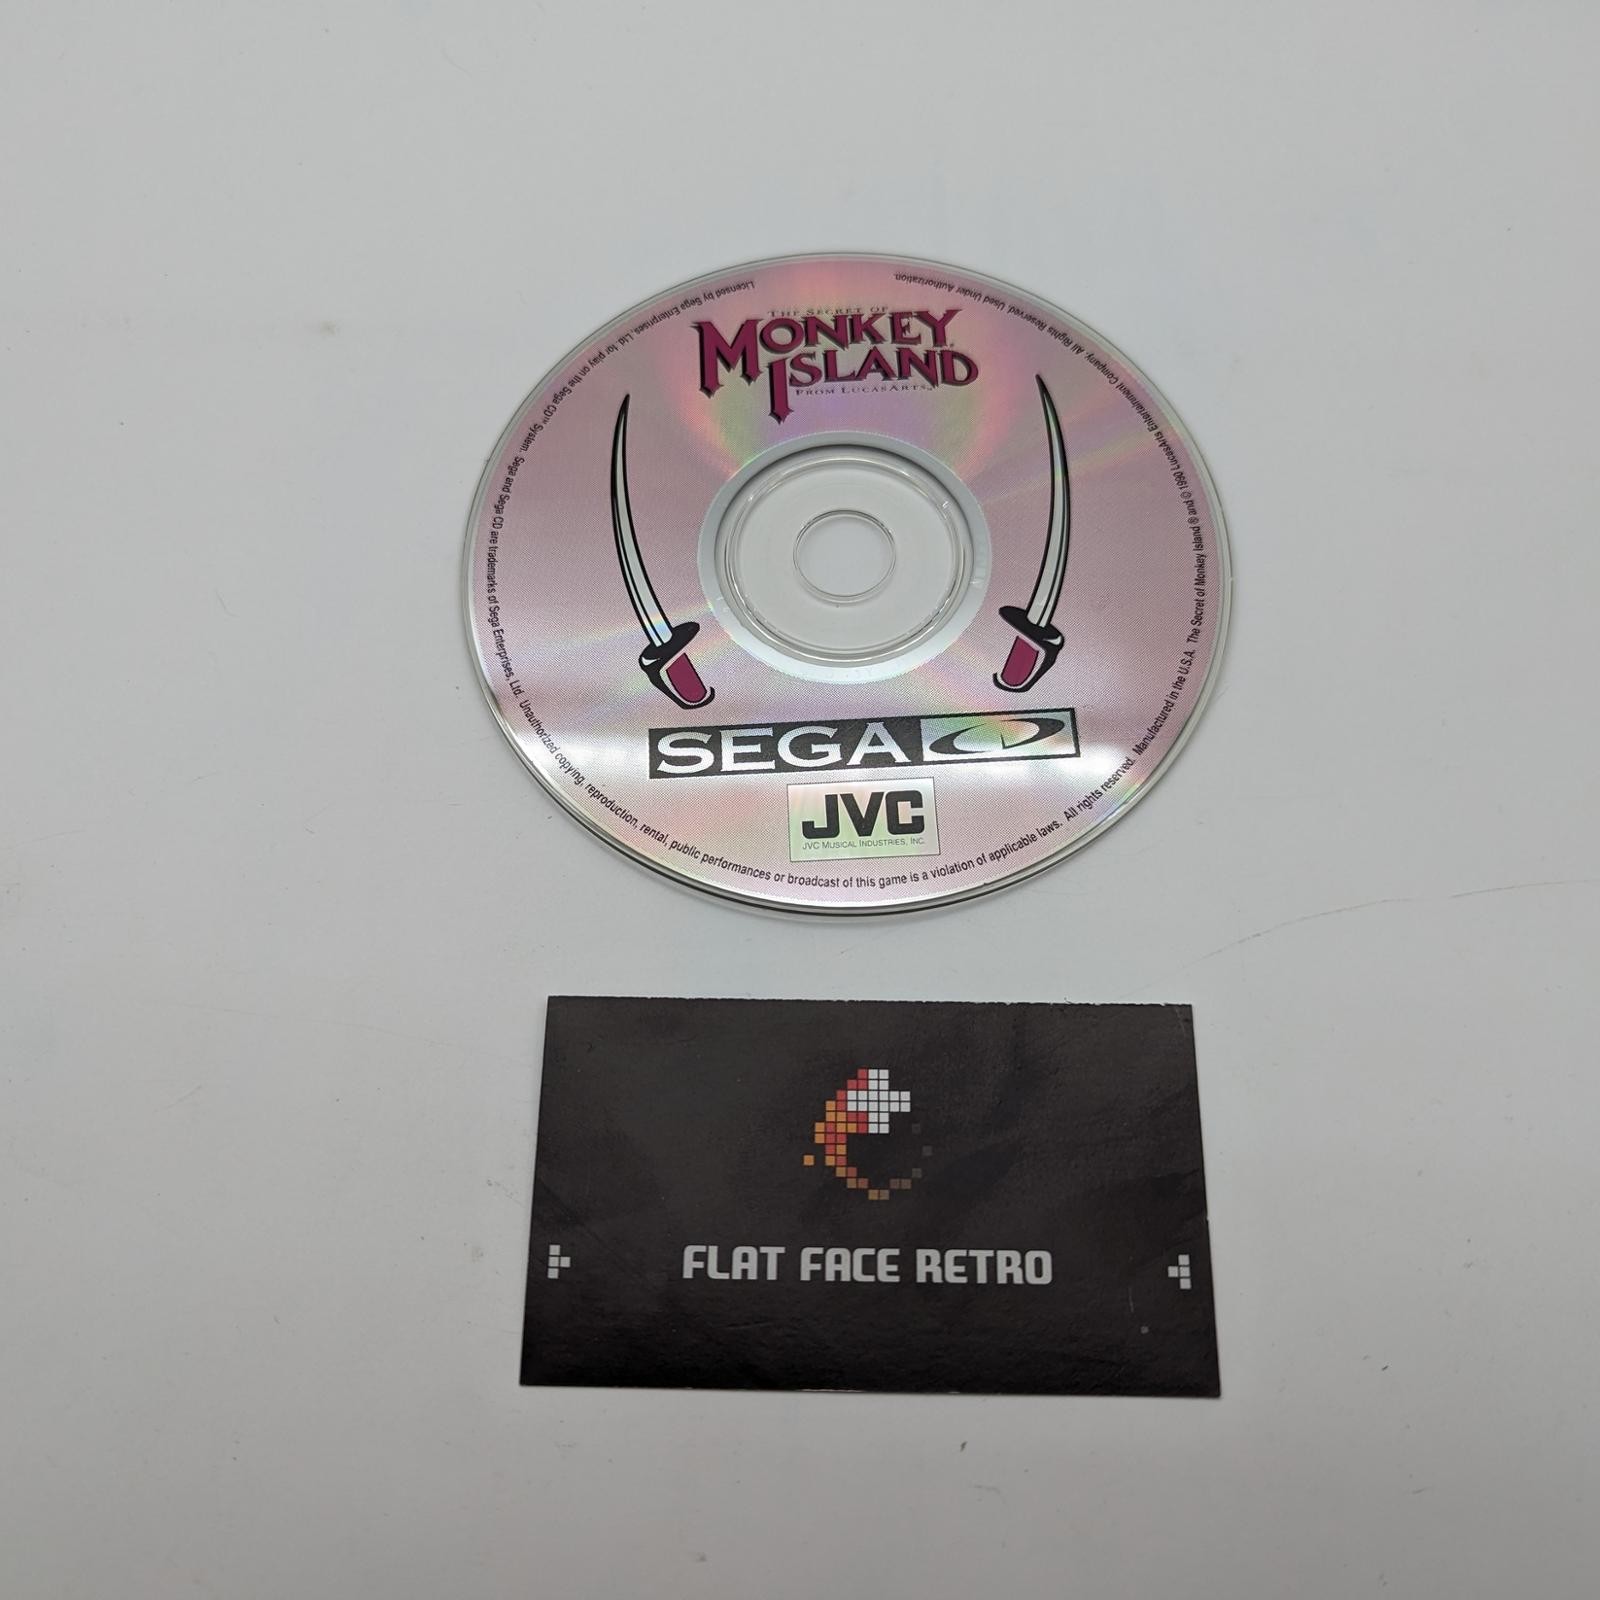 THE SECRET OF
MONKEY
ISLAND
FROM LUCASARTS
SEGA CD
JVC
JVC MUSICAL INDUSTRIES, INC.
Licensed by Sega Enterprises, Ltd. for play on the Sega CD™ System. Sega and Sega CD are trademarks of Sega Enterprises, Ltd. Unauthorized copying, reproduction, rental, public performances or broadcast of this game is a violation of applicable laws. All rights reserved. Manufactured in the U.S.A. The Secret of Monkey Island ® and © 1990 LucasArts Entertainment Company. All Rights Reserved. Used Under Authorization.
FLAT FACE RETRO